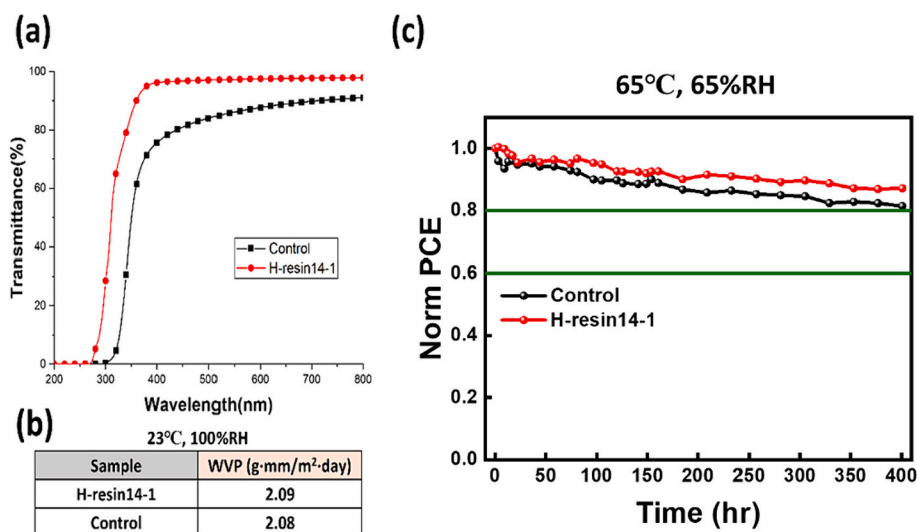 (a)
100
80
60
40
20
0
Transmittance(%)
Control
H-resin14-1
200 300 400 500 600 700 800
Wavelength(nm)
(b)
23℃, 100%RH
Sample WVP (g·mm/m²·day)
H-resin14-1 2.09
Control 2.08
(c)
65℃, 65%RH
1.0
0.8
0.6
0.4
0.2
0.0
Norm PCE
Control
H-resin14-1
0 50 100 150 200 250 300 350 400
Time (hr)